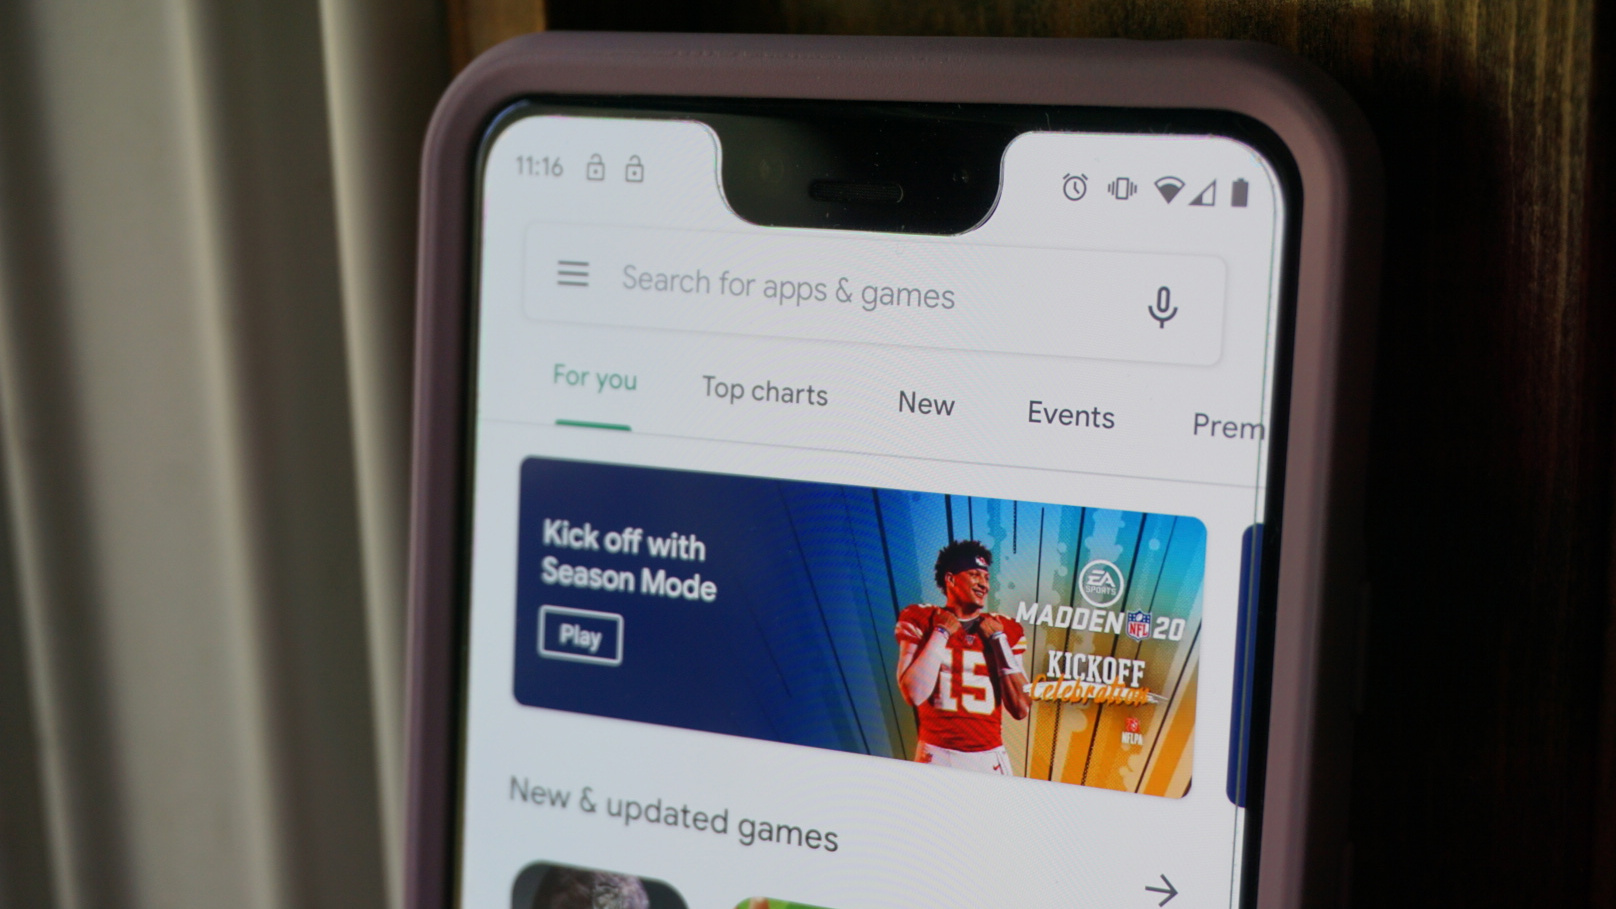 11:16
Search for apps & games
For you
Top charts
New
Events
Prem
Kick off with
Season Mode
Play
EA
SPORTS
MADDEN NFL 20
KICKOFF
Celebration
NFLPA
15
New & updated games